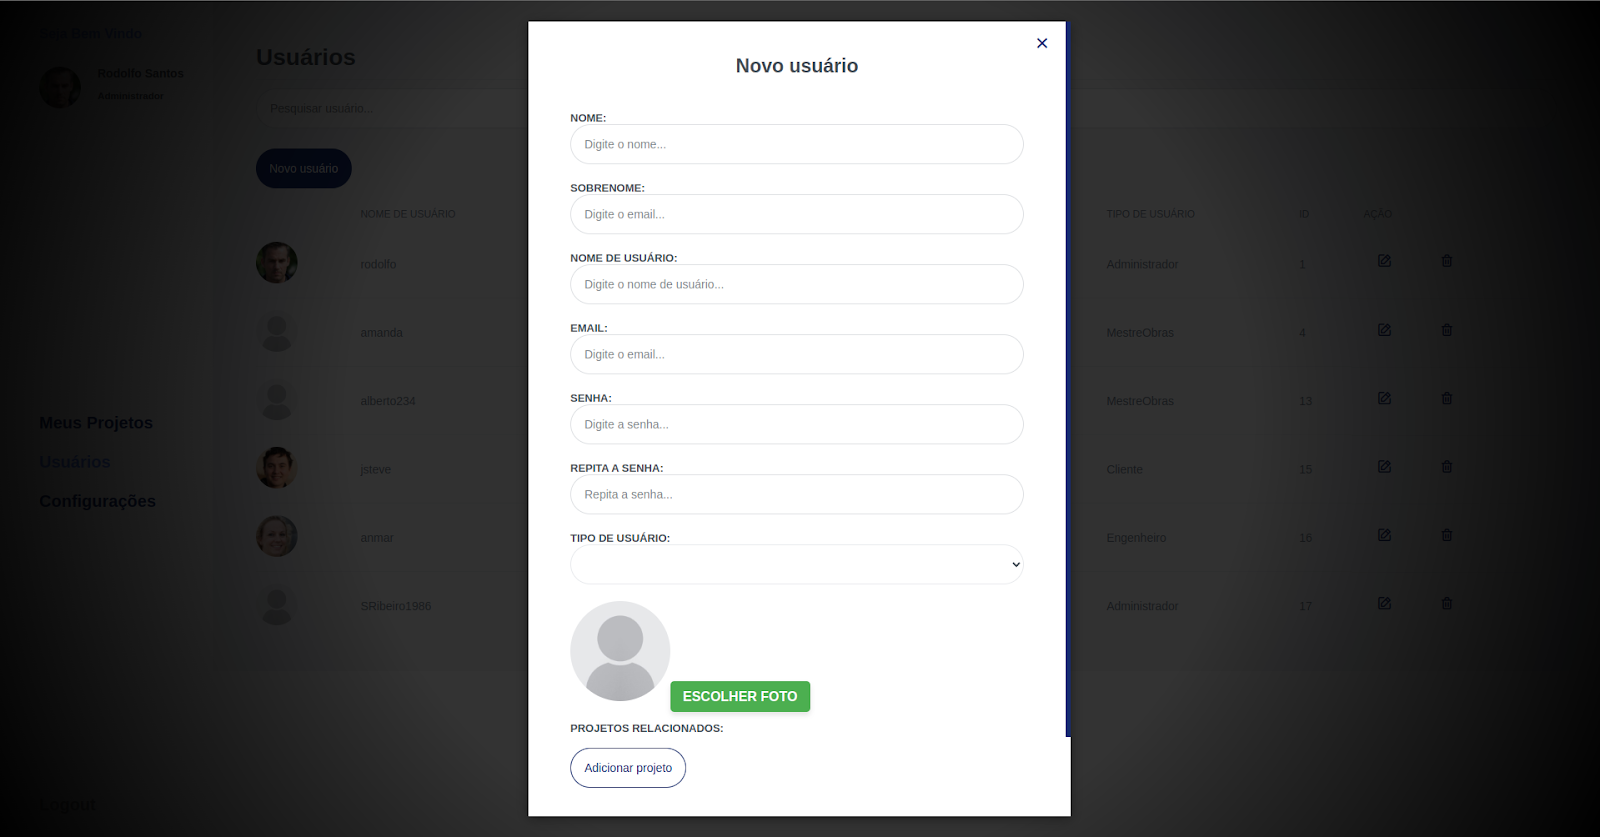 Seja Bem Vindo
Rodolfo Santos
Administrador
Meus Projetos
Usuários
Configurações
Logout
Usuários
Pesquisar usuário...
Novo usuário
NOME DE USUÁRIO TIPO DE USUÁRIO ID AÇÃO
rodolfo Administrador 1
amanda MestreObras 4
alberto234 MestreObras 13
jsteve Cliente 15
anmar Engenheiro 16
SRibeiro1986 Administrador 17
Novo usuário
NOME:
Digite o nome...
SOBRENOME:
Digite o email...
NOME DE USUÁRIO:
Digite o nome de usuário...
EMAIL:
Digite o email...
SENHA:
Digite a senha...
REPITA A SENHA:
Repita a senha...
TIPO DE USUÁRIO:
ESCOLHER FOTO
PROJETOS RELACIONADOS:
Adicionar projeto